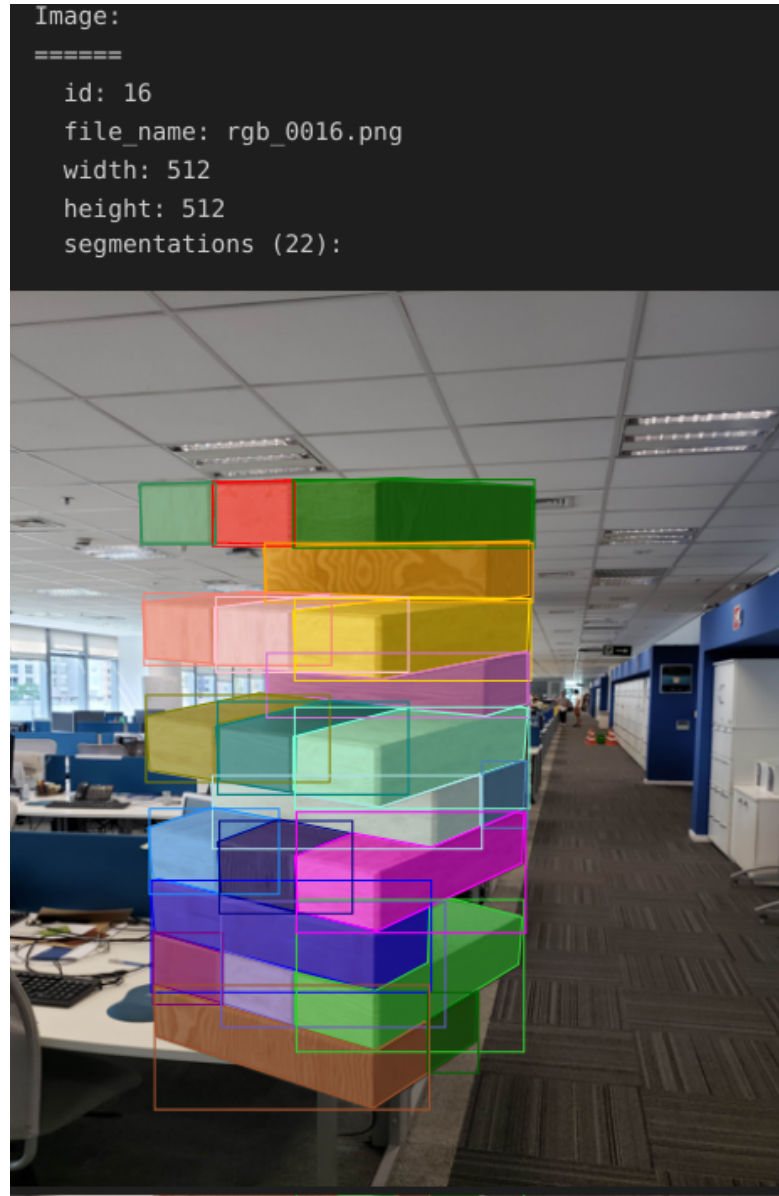 Image:
======
id: 16
file_name: rgb_0016.png
width: 512
height: 512
segmentations (22):